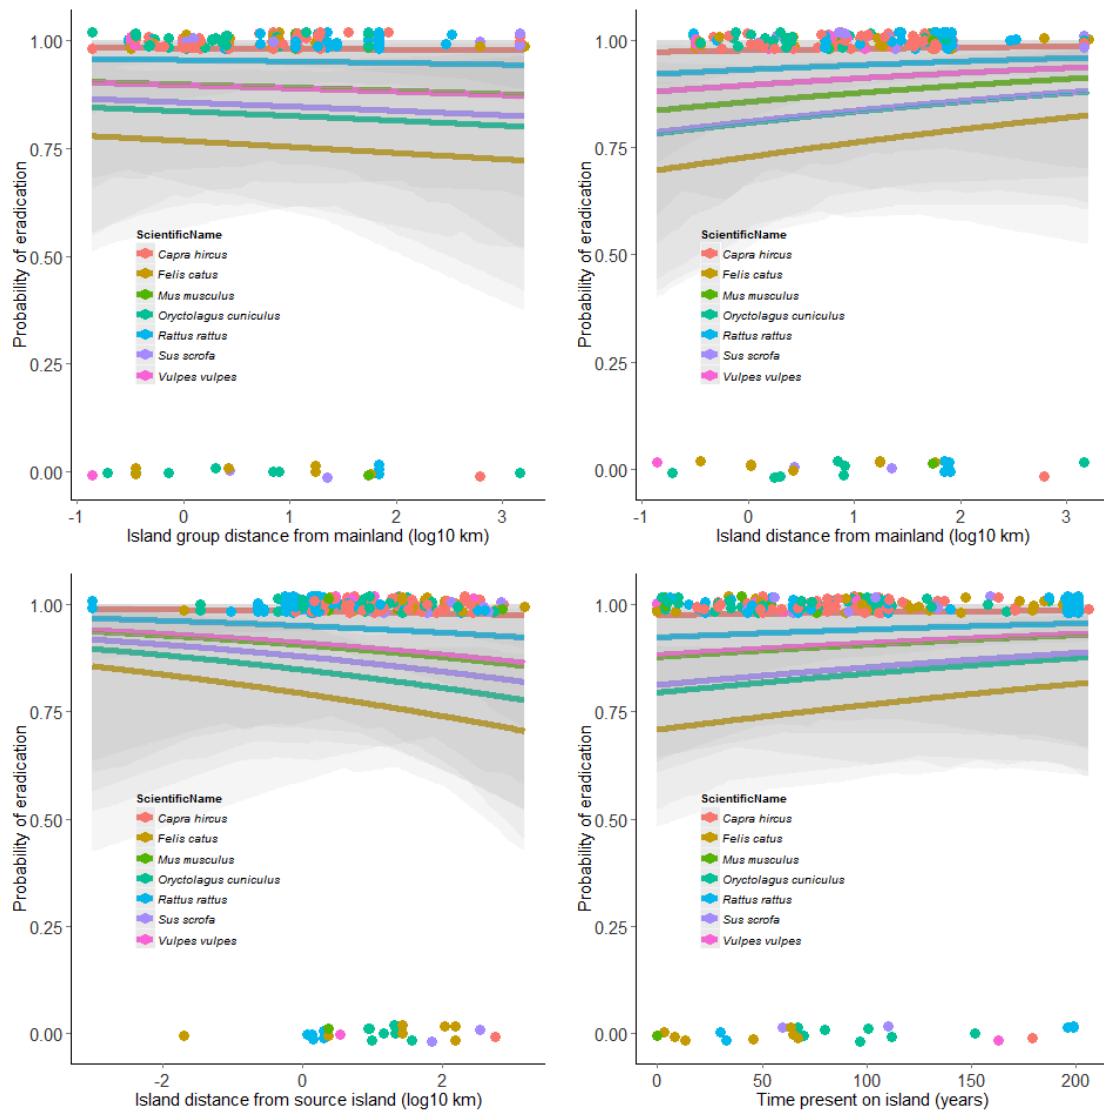 1.00
0.75
0.50
0.25
0.00
Probability of eradication
ScientificName
Capra hircus
Felis catus
Mus musculus
Oryctolagus cuniculus
Rattus rattus
Sus scrofa
Vulpes vulpes
-1 0 1 2 3
Island group distance from mainland (log10 km)
1.00
0.75
0.50
0.25
0.00
Probability of eradication
ScientificName
Capra hircus
Felis catus
Mus musculus
Oryctolagus cuniculus
Rattus rattus
Sus scrofa
Vulpes vulpes
-1 0 1 2 3
Island distance from mainland (log10 km)
1.00
0.75
0.50
0.25
0.00
Probability of eradication
ScientificName
Capra hircus
Felis catus
Mus musculus
Oryctolagus cuniculus
Rattus rattus
Sus scrofa
Vulpes vulpes
-2 0 2
Island distance from source island (log10 km)
1.00
0.75
0.50
0.25
0.00
Probability of eradication
ScientificName
Capra hircus
Felis catus
Mus musculus
Oryctolagus cuniculus
Rattus rattus
Sus scrofa
Vulpes vulpes
0 50 100 150 200
Time present on island (years)